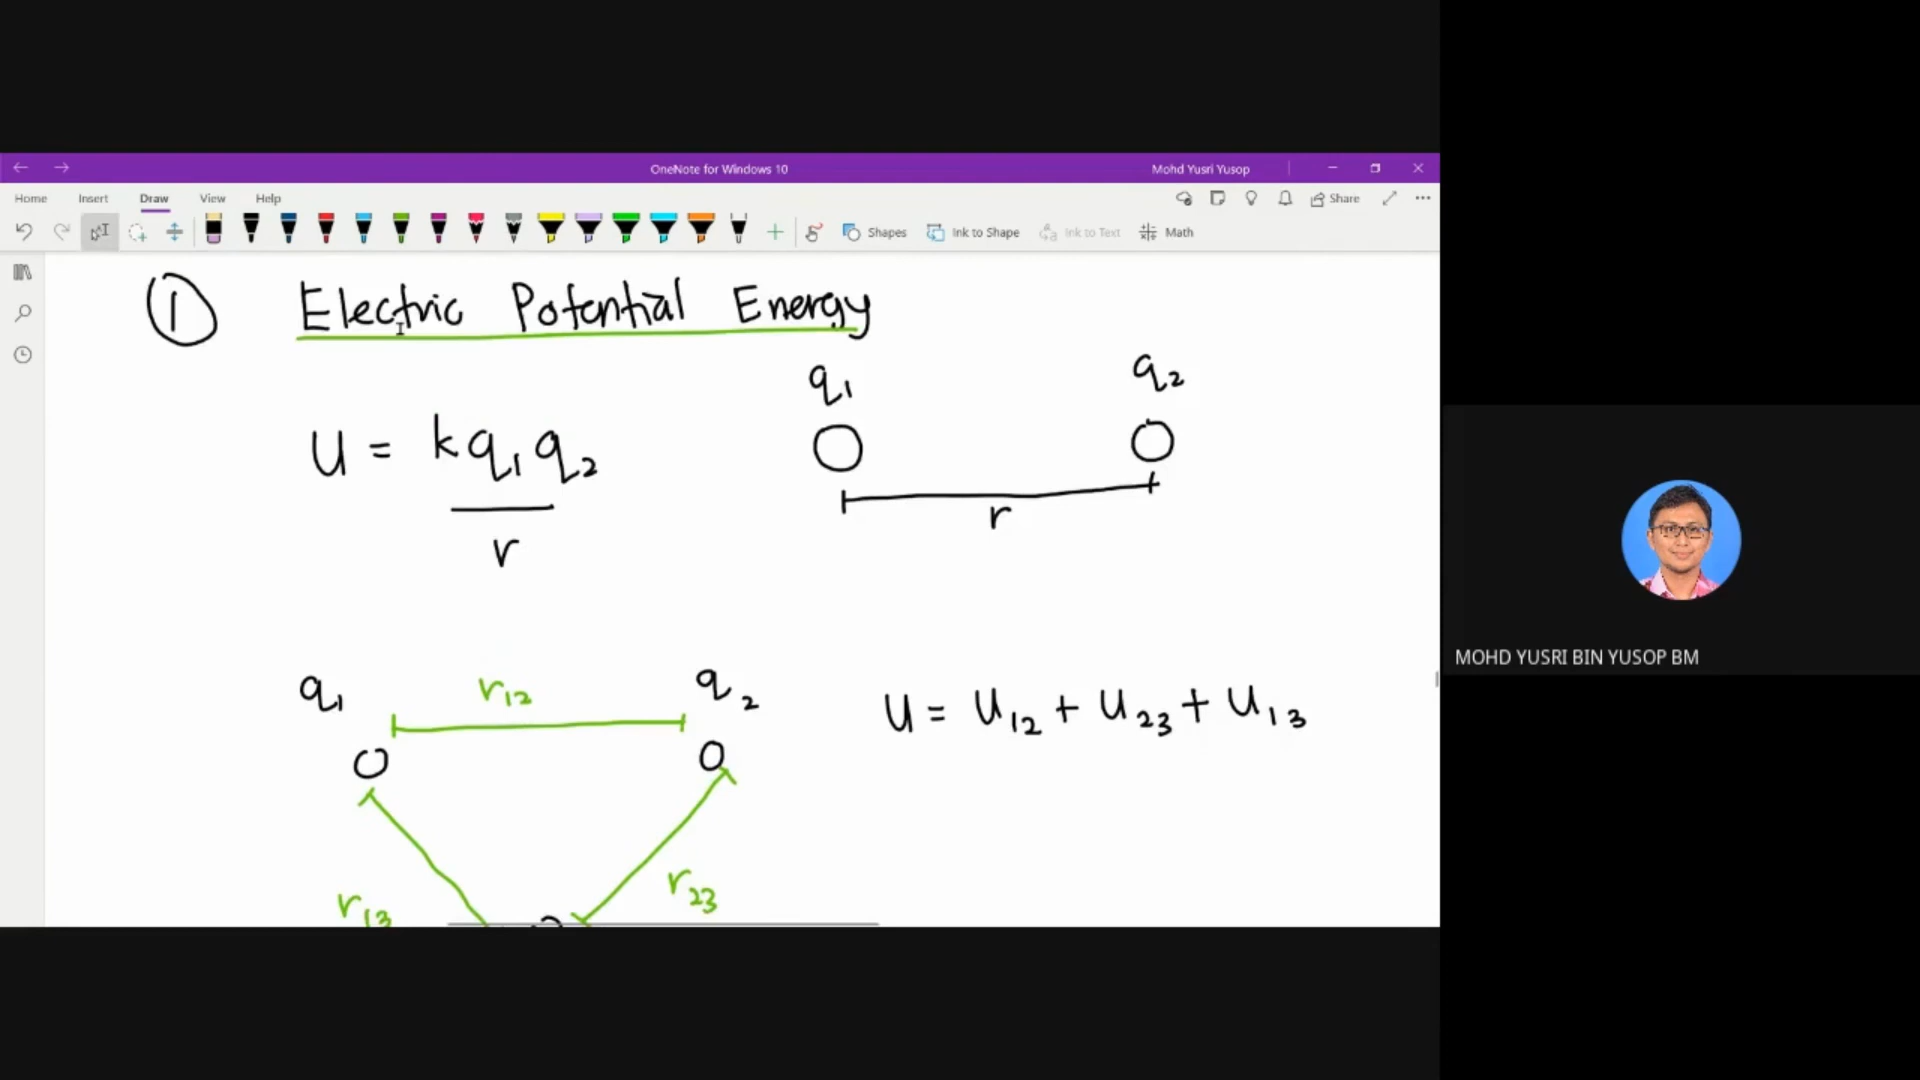 OneNote for Windows 10
Mohd Yusri Yusop
Home Insert Draw View Help
Share
Shapes Ink to Shape Ink to Text Math
① Electric Potential Energy
q₁ q₂
U = kq₁q₂
r
r
q₁ r₁₂ q₂
U = U₁₂ + U₂₃ + U₁₃
r₁₃ r₂₃
MOHD YUSRI BIN YUSOP BM